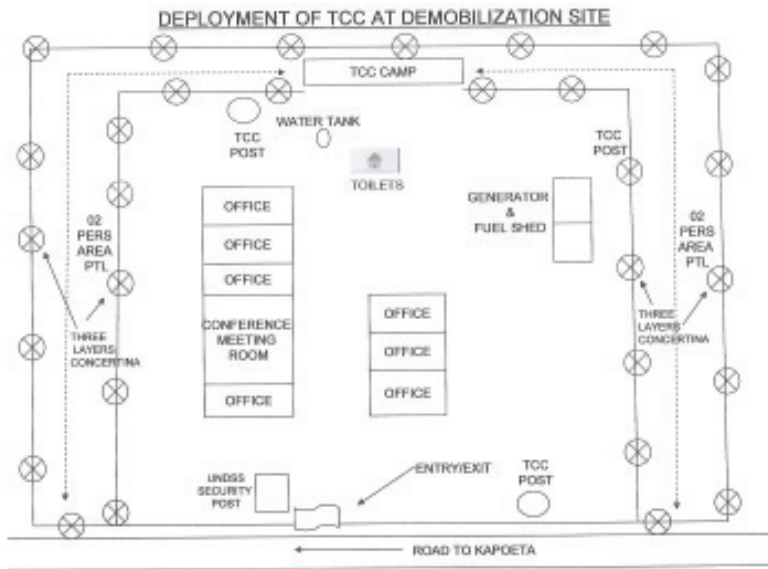 DEPLOYMENT OF TCC AT DEMOBILIZATION SITE
TCC CAMP
WATER TANK
TCC
POST
TOILETS
TCC
POST
OFFICE
OFFICE
OFFICE
CONFERENCE
MEETING
ROOM
OFFICE
GENERATOR
&
FUEL SHED
02
PERS
AREA
PTL
02
PERS
AREA
PTL
OFFICE
OFFICE
OFFICE
THREE
LAYERS
CONCERTINA
THREE
LAYERS
CONCERTINA
UNDSS
SECURITY
POST
ENTRY/EXIT
TCC
POST
ROAD TO KAPOETA